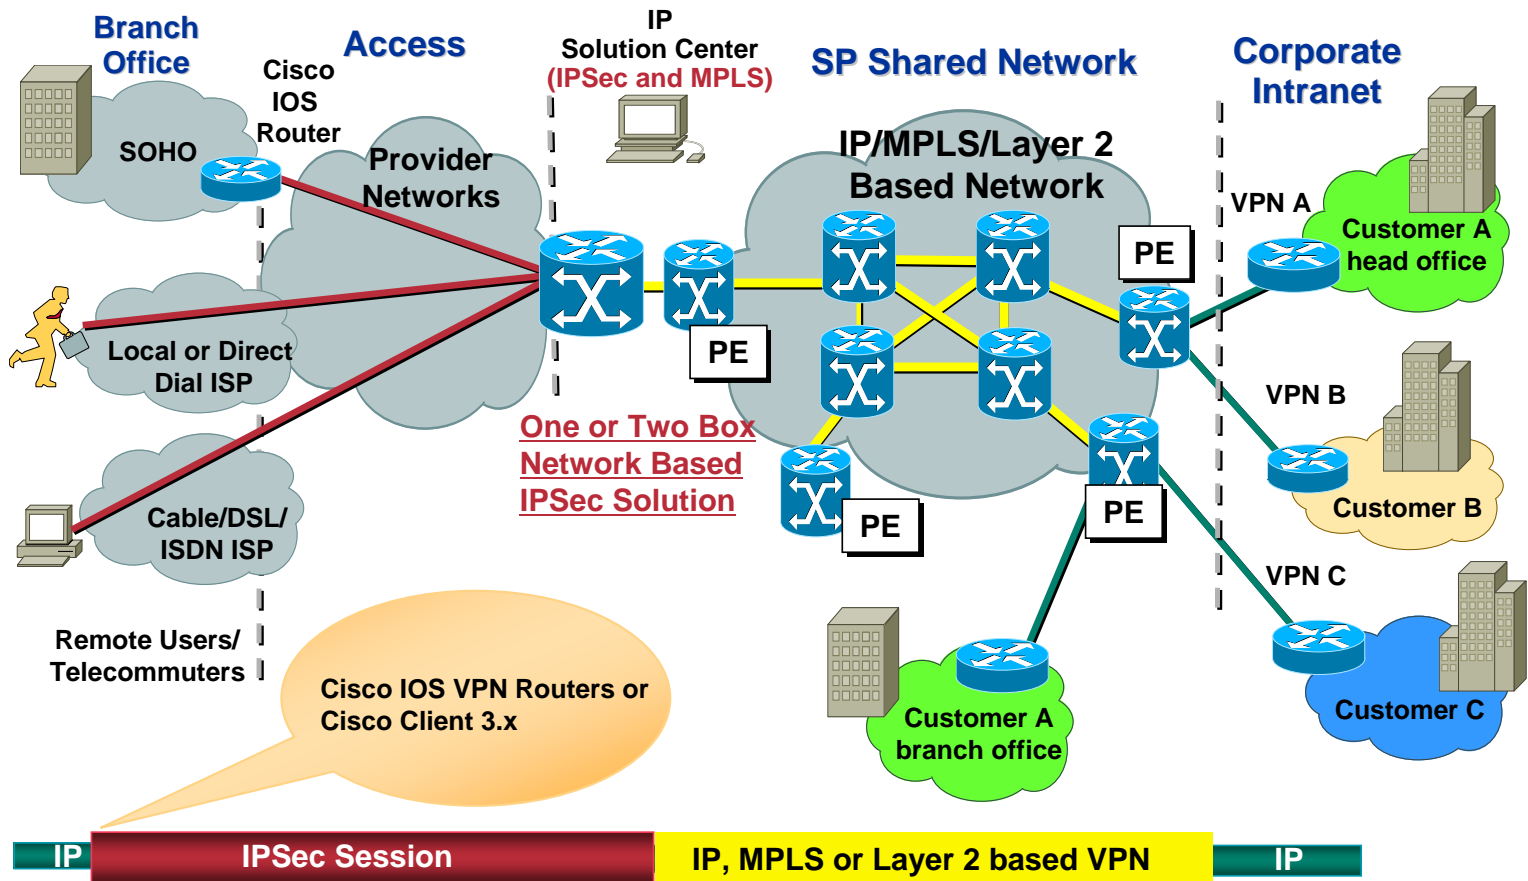 Branch
Office
Access
IP
Solution Center
(IPSec and MPLS)
SP Shared Network
Corporate
Intranet
Cisco
IOS
Router
SOHO
Provider
Networks
IP/MPLS/Layer 2
Based Network
VPN A
Customer A
head office
PE
PE
Local or Direct
Dial ISP
VPN B
One or Two Box
Network Based
IPSec Solution
Customer B
PE
PE
Cable/DSL/
ISDN ISP
VPN C
Remote Users/
Telecommuters
Cisco IOS VPN Routers or
Cisco Client 3.x
Customer A
branch office
Customer C
IP
IPSec Session
IP, MPLS or Layer 2 based VPN
IP